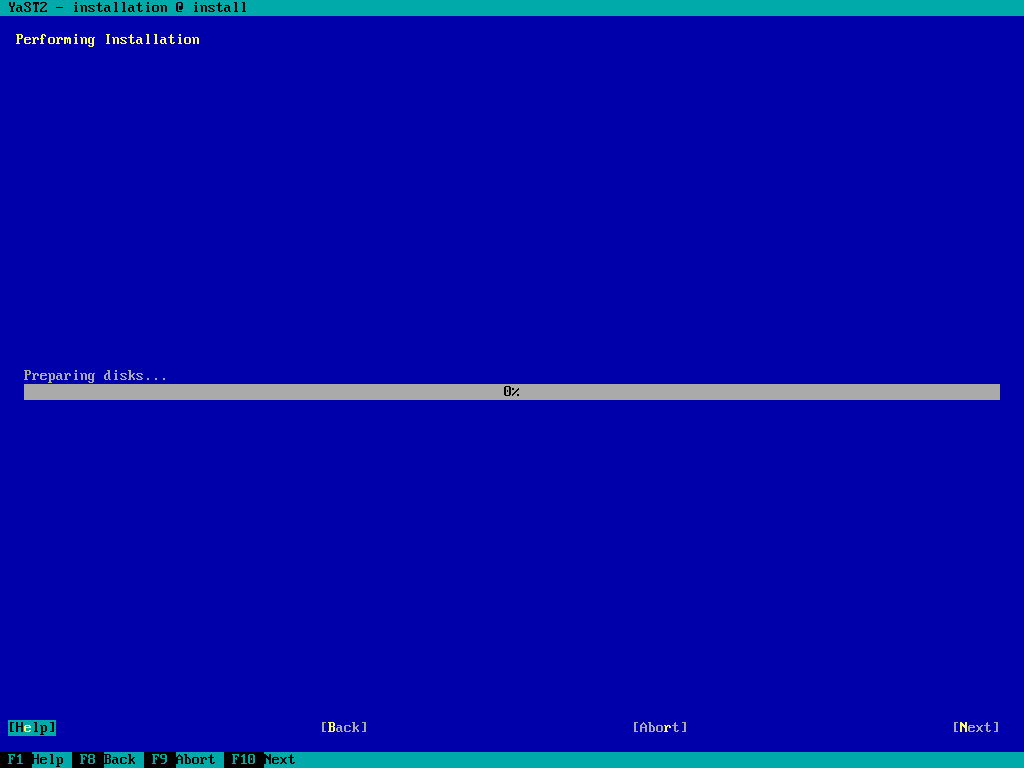 YaST2 - installation @ install
Performing Installation
Preparing disks...
0%
[Help] [Back] [Abort] [Next]
F1 Help F8 Back F9 Abort F10 Next